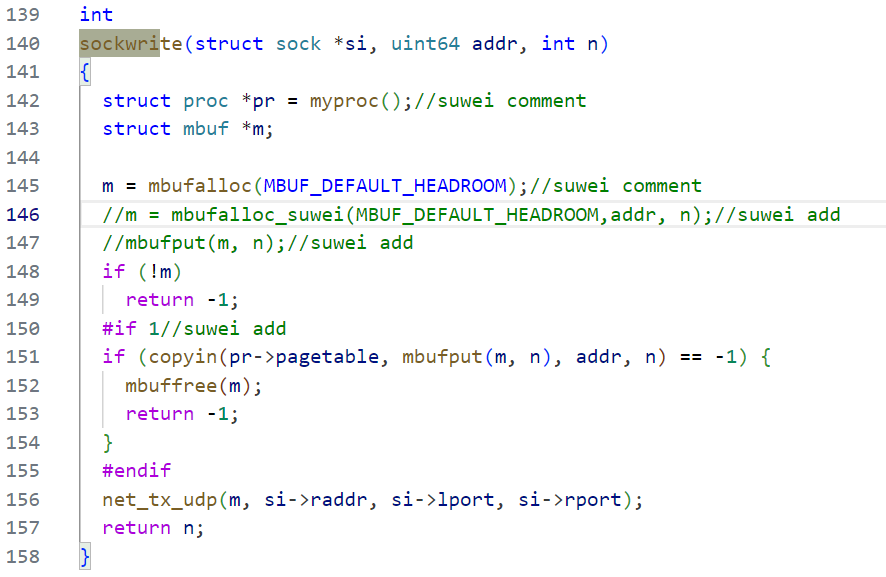 139 int
140 sockwrite(struct sock *si, uint64 addr, int n)
141 {
142   struct proc *pr = myproc();//suwei comment
143   struct mbuf *m;
144
145   m = mbufalloc(MBUF_DEFAULT_HEADROOM);//suwei comment
146   //m = mbufalloc_suwei(MBUF_DEFAULT_HEADROOM,addr, n);//suwei add
147   //mbufput(m, n);//suwei add
148   if (!m)
149     return -1;
150   #if 1//suwei add
151   if (copyin(pr->pagetable, mbufput(m, n), addr, n) == -1) {
152     mbuffree(m);
153     return -1;
154   }
155   #endif
156   net_tx_udp(m, si->raddr, si->lport, si->rport);
157   return n;
158 }